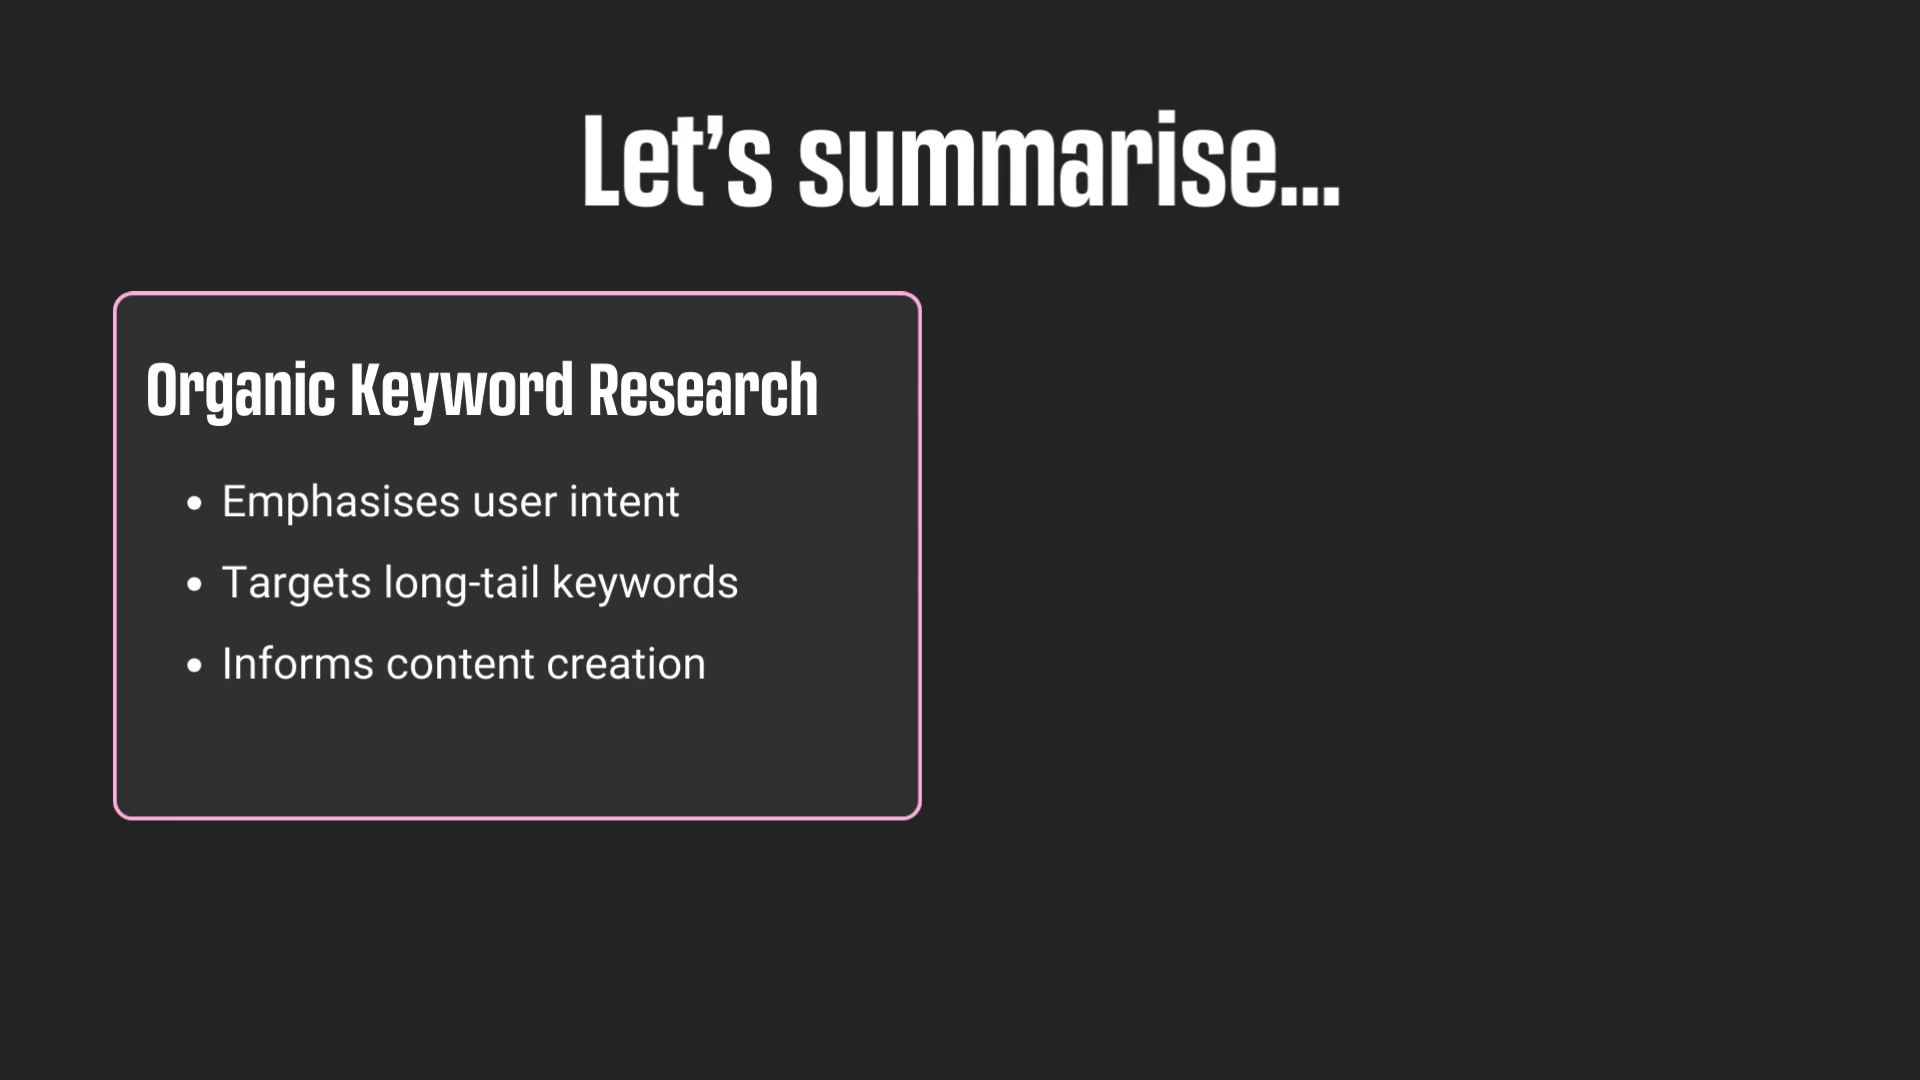 Let’s summarise...
Organic Keyword Research
• Emphasises user intent
• Targets long-tail keywords
• Informs content creation